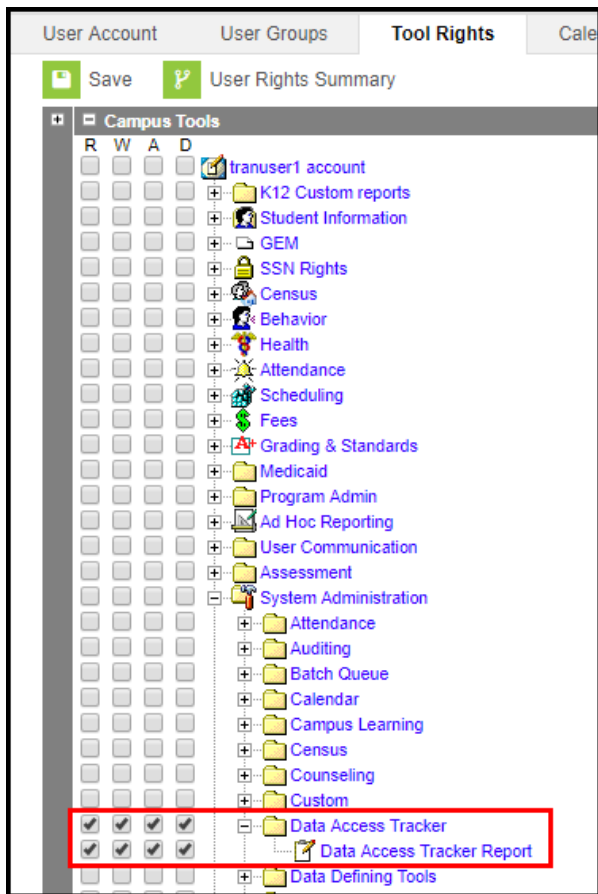 User Account User Groups Tool Rights Cale
Save User Rights Summary
Campus Tools
R W A D
tranuser1 account
K12 Custom reports
Student Information
GEM
SSN Rights
Census
Behavior
Health
Attendance
Scheduling
Fees
Grading & Standards
Medicaid
Program Admin
Ad Hoc Reporting
User Communication
Assessment
System Administration
Attendance
Auditing
Batch Queue
Calendar
Campus Learning
Census
Counseling
Custom
Data Access Tracker
Data Access Tracker Report
Data Defining Tools